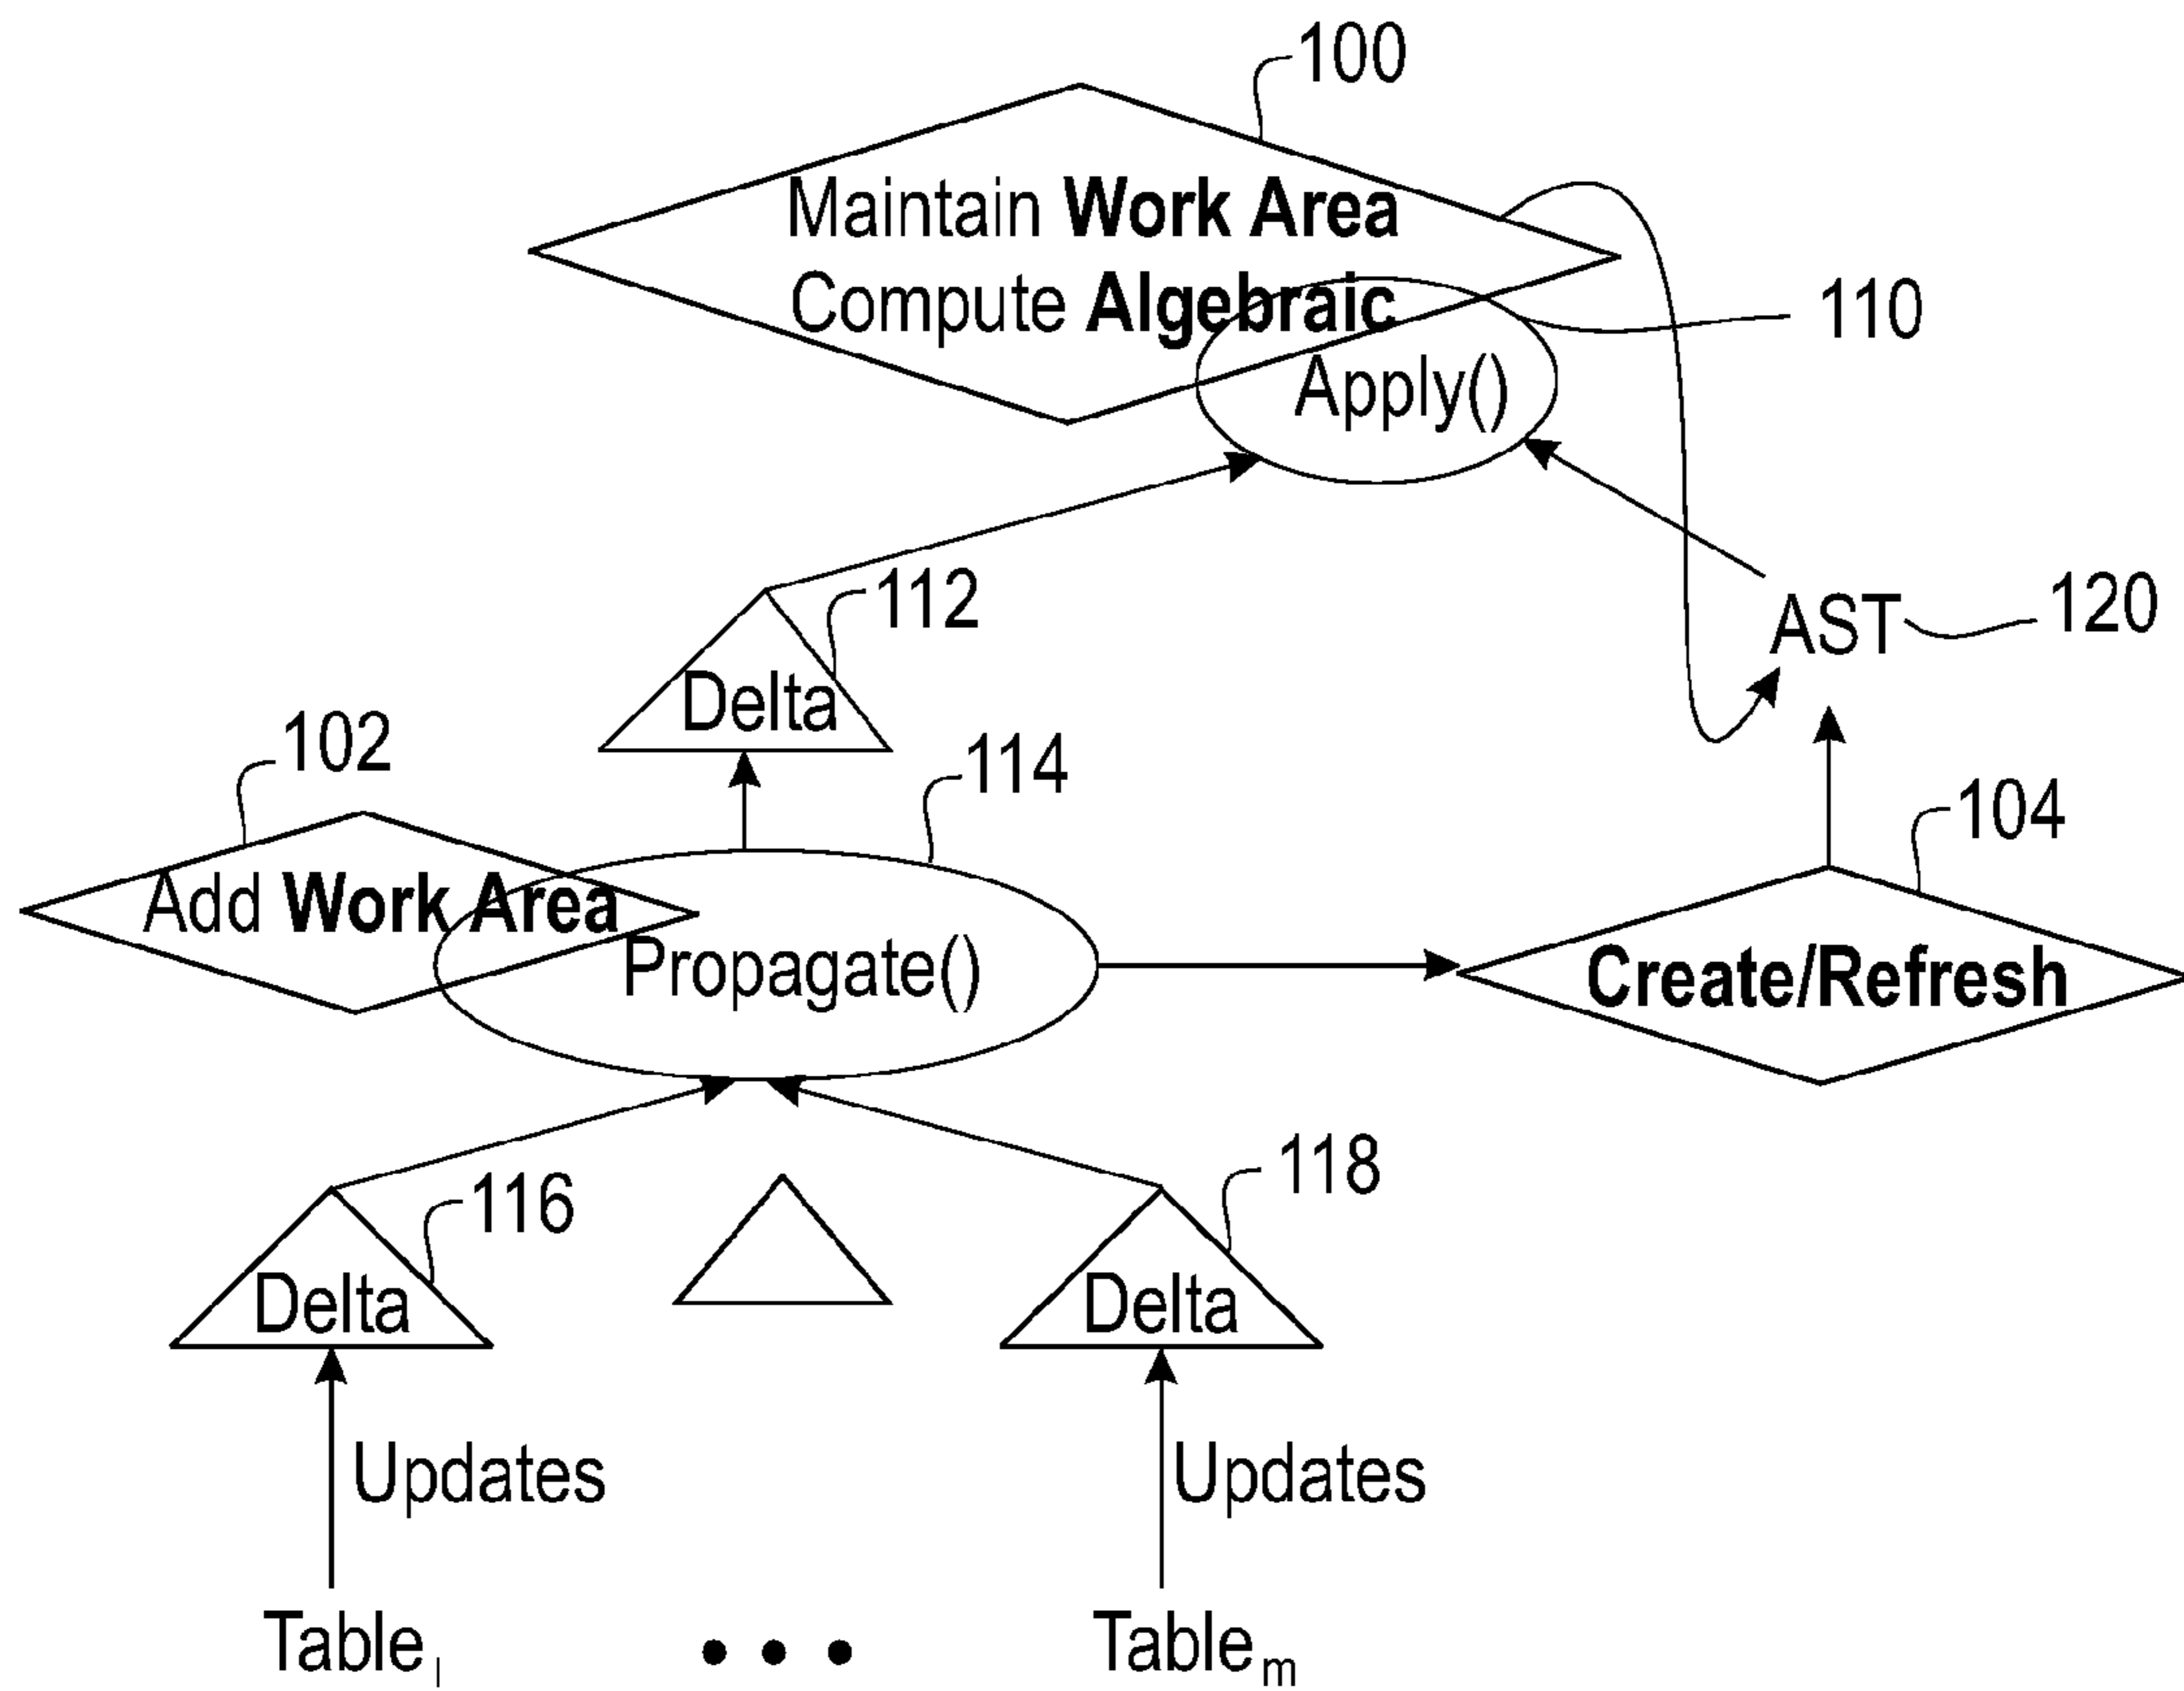 100
Maintain Work Area
Compute Algebraic
110
Apply()
112
AST
120
Delta
102
114
104
Add Work Area
Propagate()
Create/Refresh
116
118
Delta
Delta
Updates
Updates
Table l
• • •
Table m